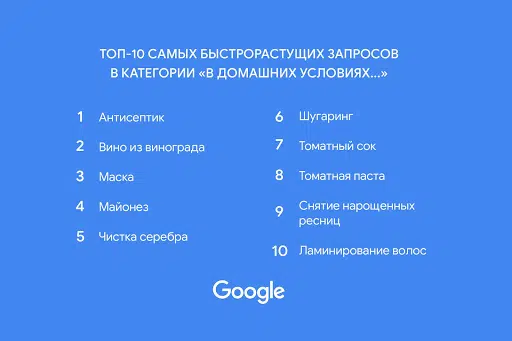 ТОП-10 САМЫХ БЫСТРОРАСТУЩИХ ЗАПРОСОВ
В КАТЕГОРИИ «В ДОМАШНИХ УСЛОВИЯХ...»
1 Антисептик
2 Вино из винограда
3 Маска
4 Майонез
5 Чистка серебра
6 Шугаринг
7 Томатный сок
8 Томатная паста
9 Снятие нарощенных
ресниц
10 Ламинирование волос
Google